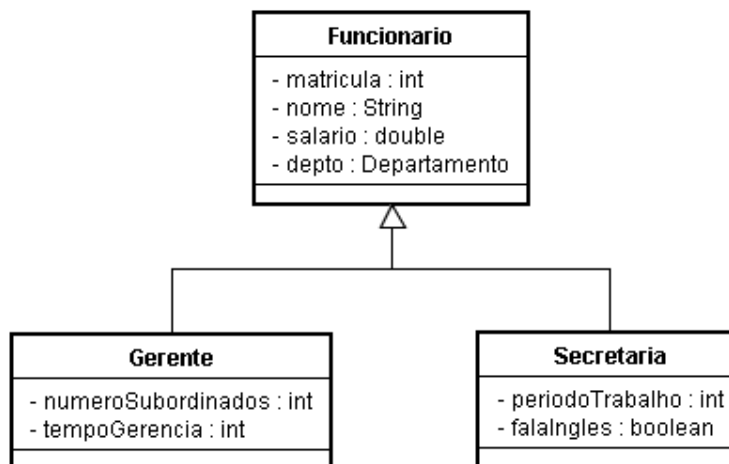 Funcionario
- matricula : int
- nome : String
- salario : double
- depto : Departamento
Gerente
- numeroSubordinados : int
- tempoGerencia : int
Secretaria
- periodoTrabalho : int
- falaIngles : boolean